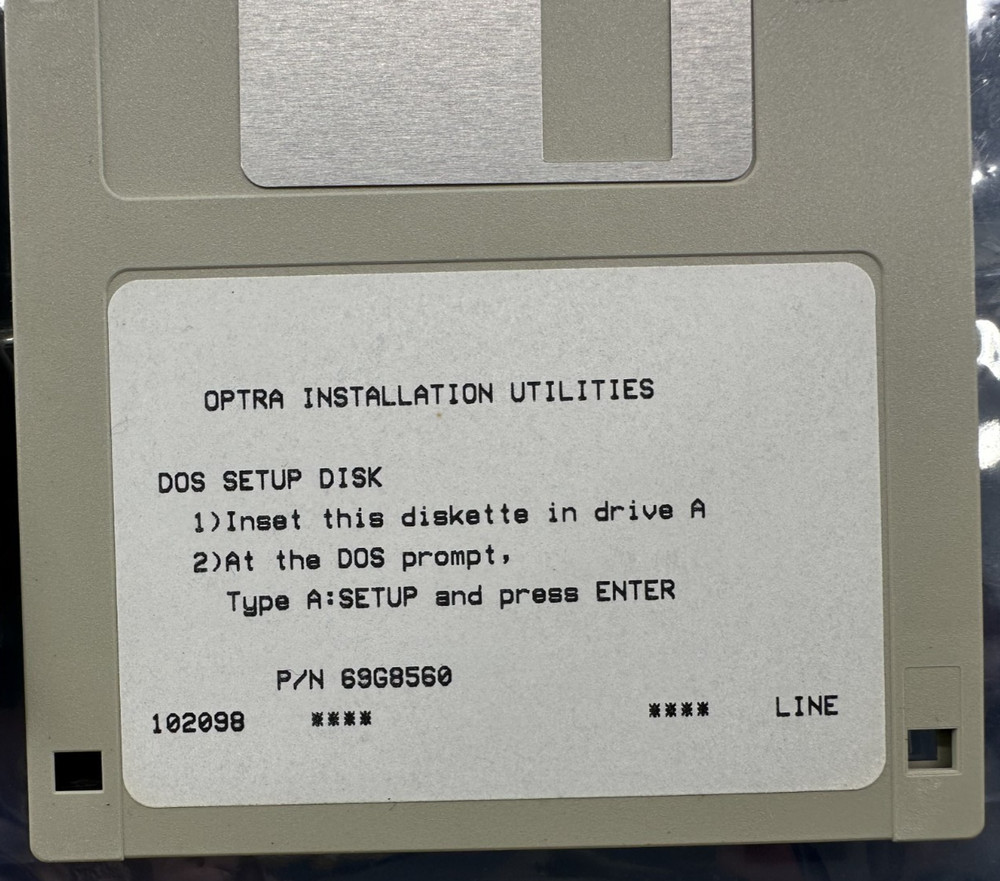 OPTRA INSTALLATION UTILITIES
DOS SETUP DISK
1)Inset this diskette in drive A
2)At the DOS prompt,
Type A:SETUP and press ENTER
P/N 69G8560
102098 **** **** LINE